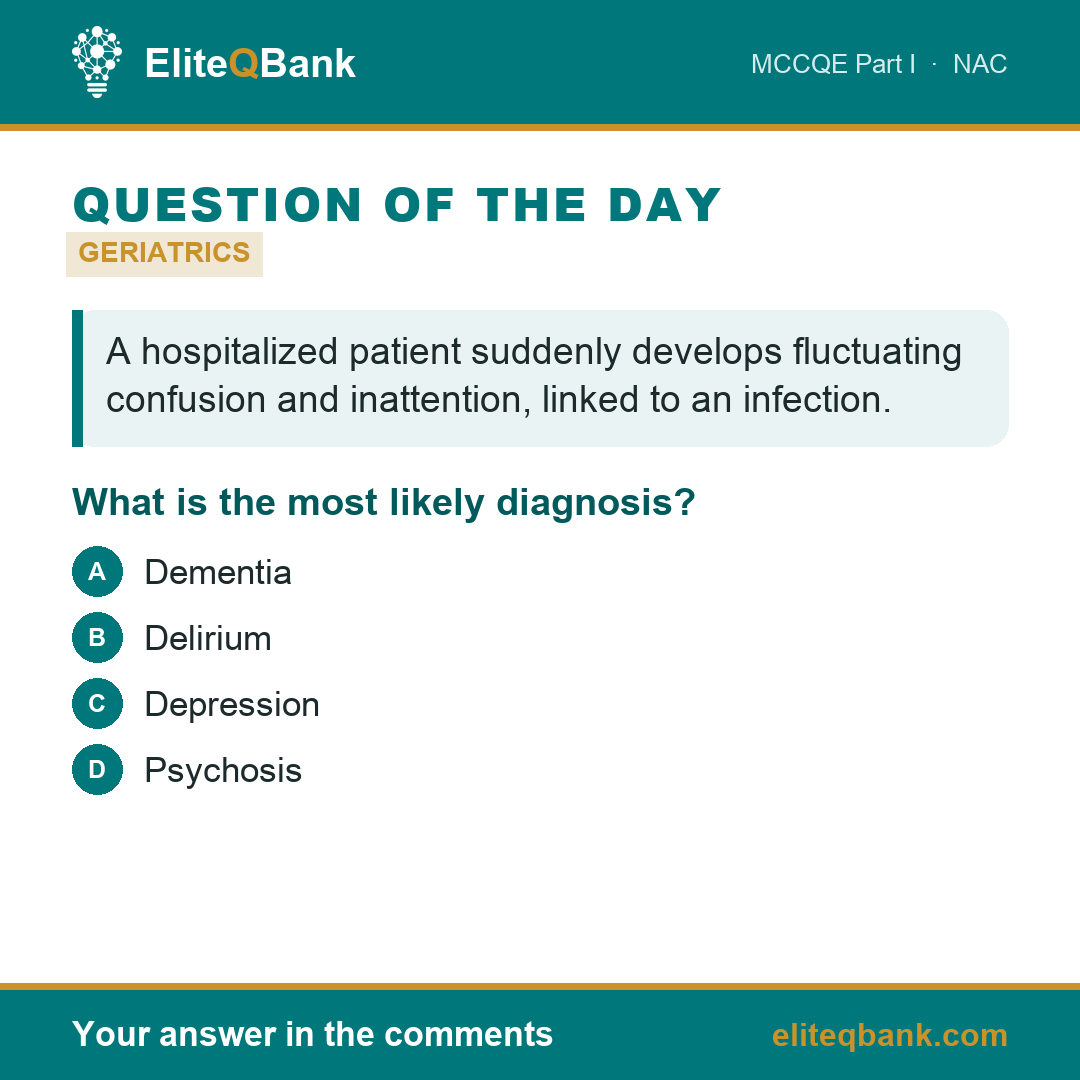 EliteQBank
MCCQE Part I · NAC
QUESTION OF THE DAY
GERIATRICS
A hospitalized patient suddenly develops fluctuating
confusion and inattention, linked to an infection.
What is the most likely diagnosis?
A Dementia
B Delirium
C Depression
D Psychosis
Your answer in the comments
eliteqbank.com